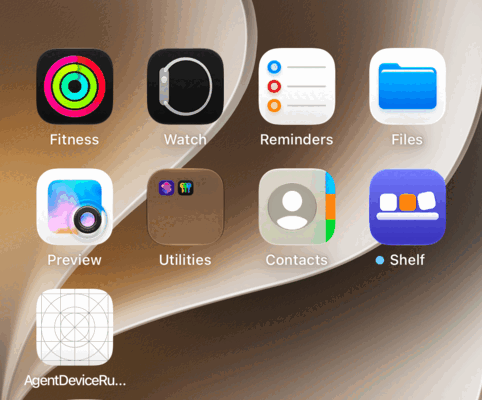 Fitness
Watch
Reminders
Files
Preview
Utilities
Contacts
Shelf
AgentDeviceRu...